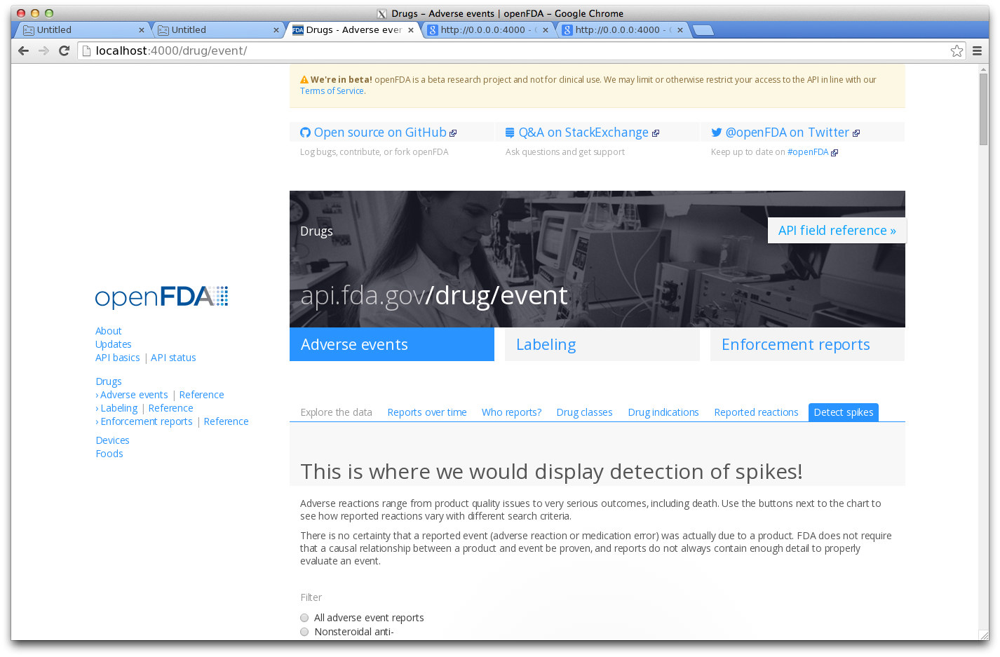 Drugs – Adverse events | openFDA – Google Chrome
Untitled
Untitled
Drugs - Adverse ever
http://0.0.0.0:4000 -
http://0.0.0.0:4000 -
localhost:4000/drug/event/
We're in beta! openFDA is a beta research project and not for clinical use. We may limit or otherwise restrict your access to the API in line with our
Terms of Service.
Open source on GitHub
Q&A on StackExchange
@openFDA on Twitter
Log bugs, contribute, or fork openFDA
Ask questions and get support
Keep up to date on #openFDA
Drugs
API field reference »
api.fda.gov/drug/event
openFDA
About
Updates
API basics | API status
Drugs
› Adverse events | Reference
› Labeling | Reference
› Enforcement reports | Reference
Devices
Foods
Adverse events
Labeling
Enforcement reports
Explore the data
Reports over time
Who reports?
Drug classes
Drug indications
Reported reactions
Detect spikes
This is where we would display detection of spikes!
Adverse reactions range from product quality issues to very serious outcomes, including death. Use the buttons next to the chart to
see how reported reactions vary with different search criteria.
There is no certainty that a reported event (adverse reaction or medication error) was actually due to a product. FDA does not require
that a causal relationship between a product and event be proven, and reports do not always contain enough detail to properly
evaluate an event.
Filter
All adverse event reports
Nonsteroidal anti-